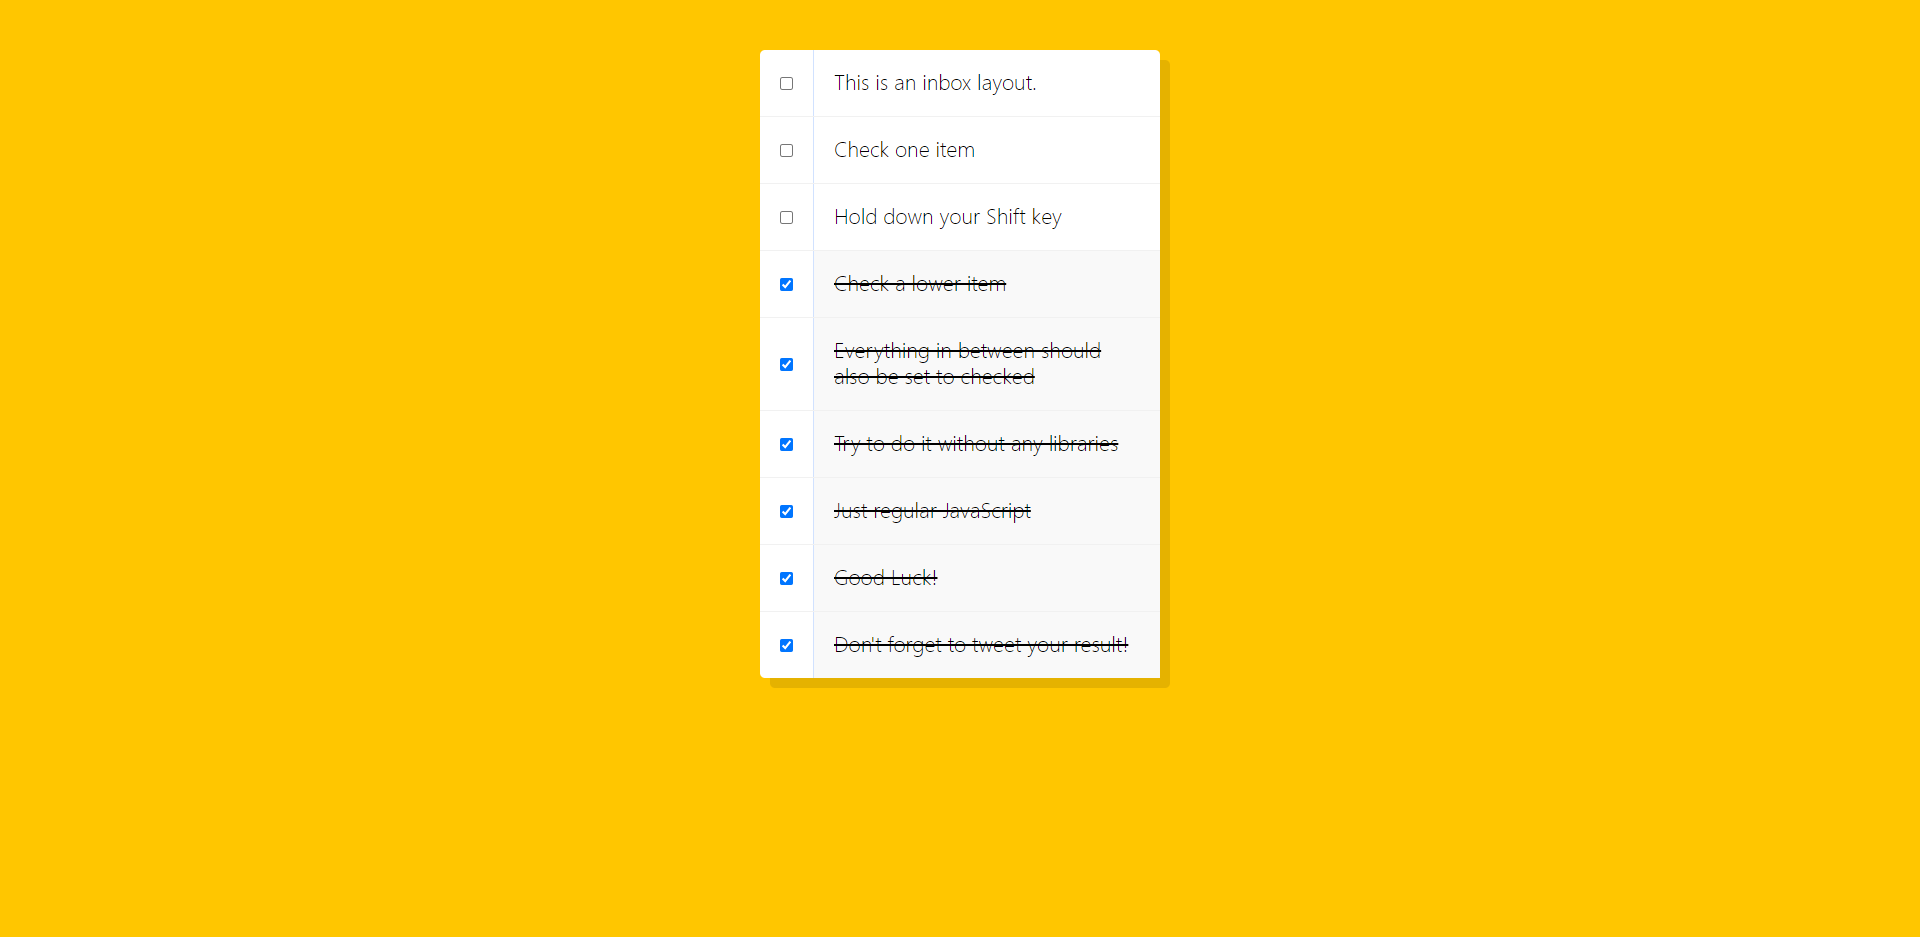 This is an inbox layout.
Check one item
Hold down your Shift key
Check a lower item
Everything in between should
also be set to checked
Try to do it without any libraries
Just regular JavaScript
Good Luck!
Don't forget to tweet your result!